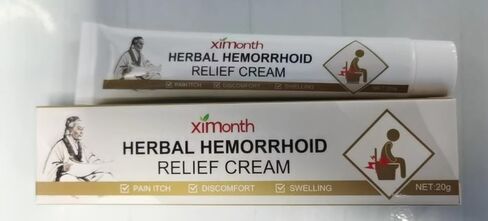 ximonth
HERBAL HEMORRHOID
RELIEF CREAM
PAIN ITCH
DISCOMFORT
SWELLING
ximonth
HERBAL HEMORRHOID
RELIEF CREAM
PAIN ITCH
DISCOMFORT
SWELLING
NET:20g